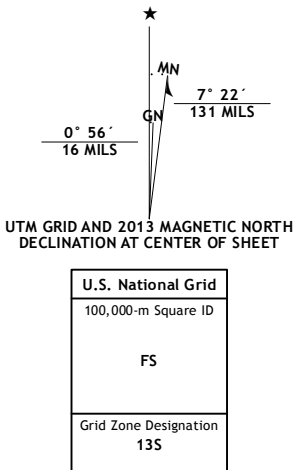 ★
MN
7° 22´
131 MILS
GN
0° 56´
16 MILS
UTM GRID AND 2013 MAGNETIC NORTH
DECLINATION AT CENTER OF SHEET
U.S. National Grid
100,000-m Square ID
FS
Grid Zone Designation
13S